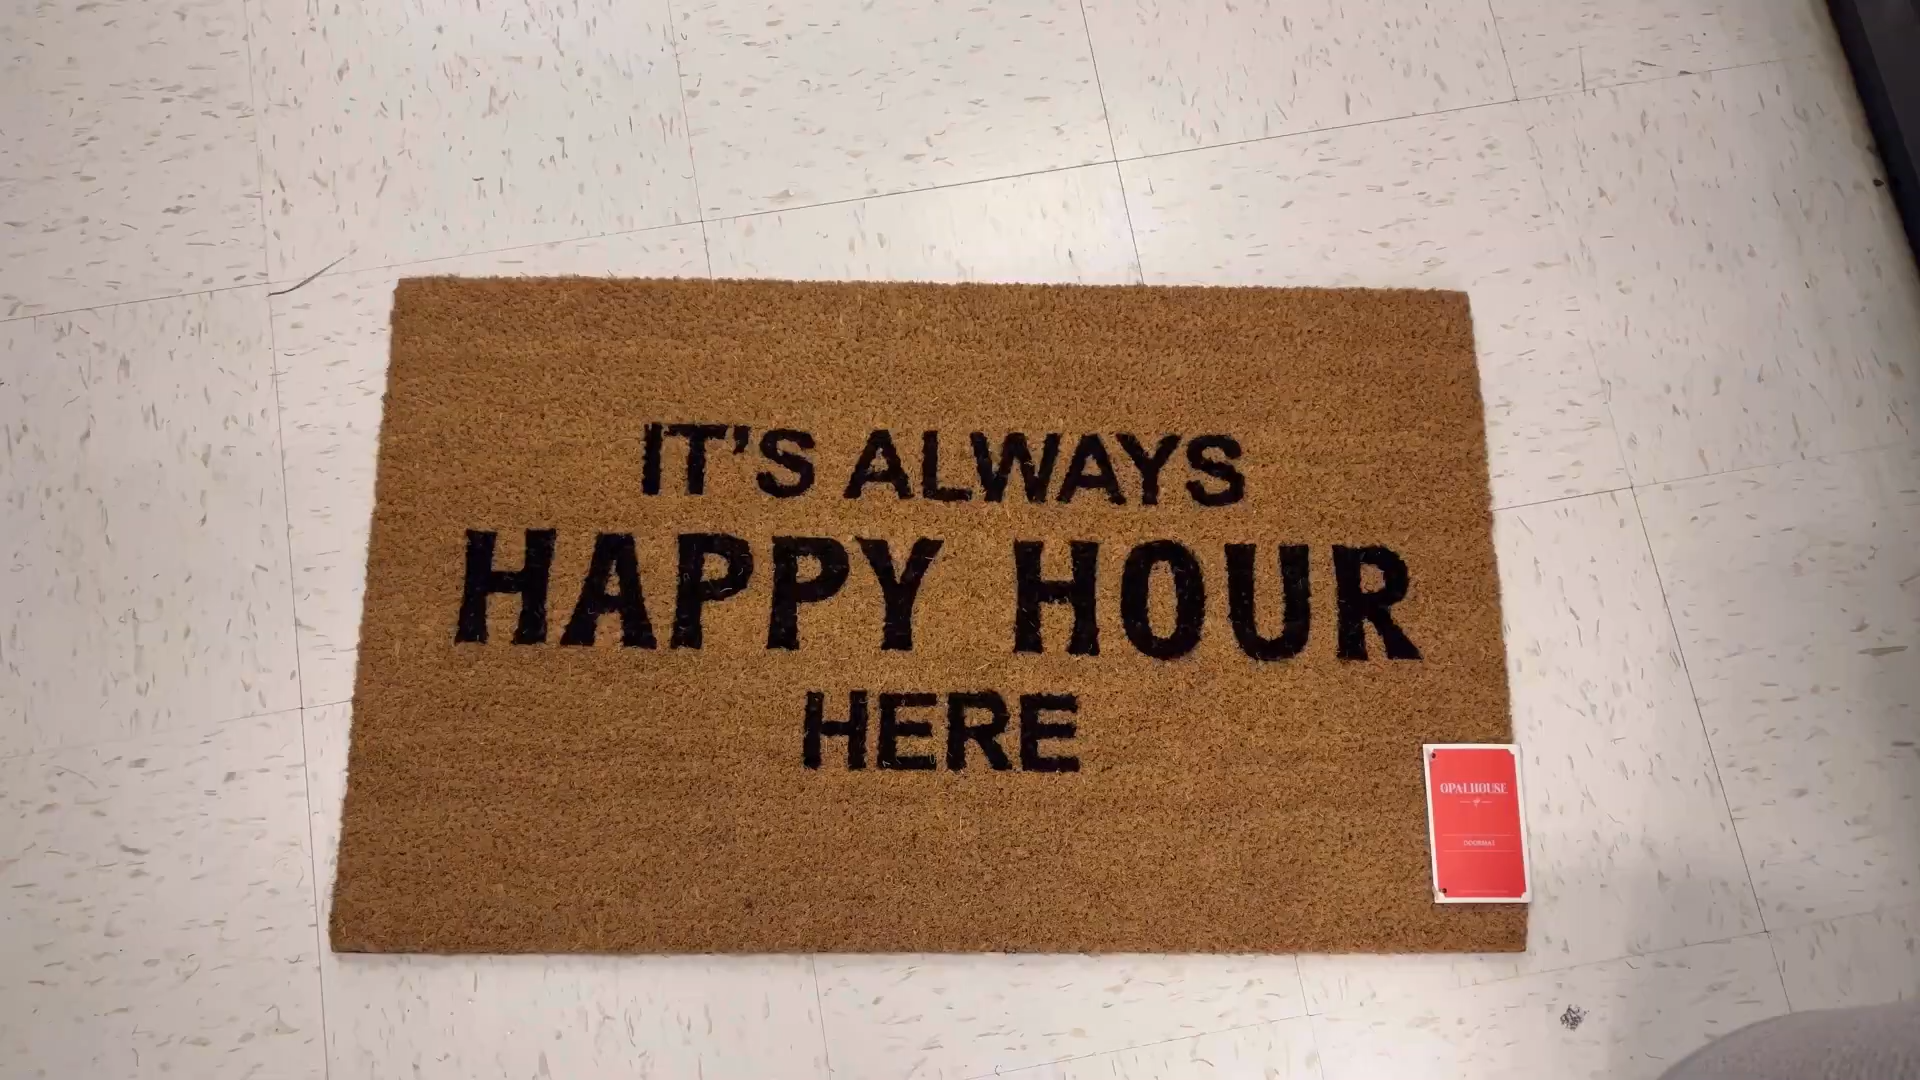 IT'S ALWAYS
HAPPY HOUR
HERE
OPALHOUSE
DOORMAT